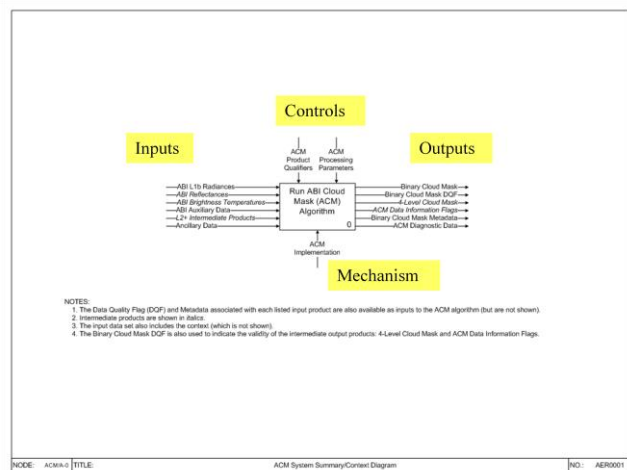 Controls
Inputs
Outputs
ACM
Product
Qualifiers
ACM
Processing
Parameters
ABI L1b Radiances
ABI Reflectances
ABI Brightness Temperatures
ABI Auxiliary Data
L2+ Intermediate Products
Ancillary Data
Run ABI Cloud
Mask (ACM)
Algorithm
0
Binary Cloud Mask
Binary Cloud Mask DQF
4-Level Cloud Mask
ACM Data Information Flags
Binary Cloud Mask Metadata
ACM Diagnostic Data
ACM
Implementation
Mechanism
NOTES:
1. The Data Quality Flag (DQF) and Metadata associated with each listed input product are also available as inputs to the ACM algorithm (but are not shown).
2. Intermediate products are shown in italics.
3. The input data set also includes the context (which is not shown).
4. The Binary Cloud Mask DQF is also used to indicate the validity of the intermediate output products: 4-Level Cloud Mask and ACM Data Information Flags.
NODE: ACM/A-0 TITLE: ACM System Summary/Context Diagram NO.: AER0001